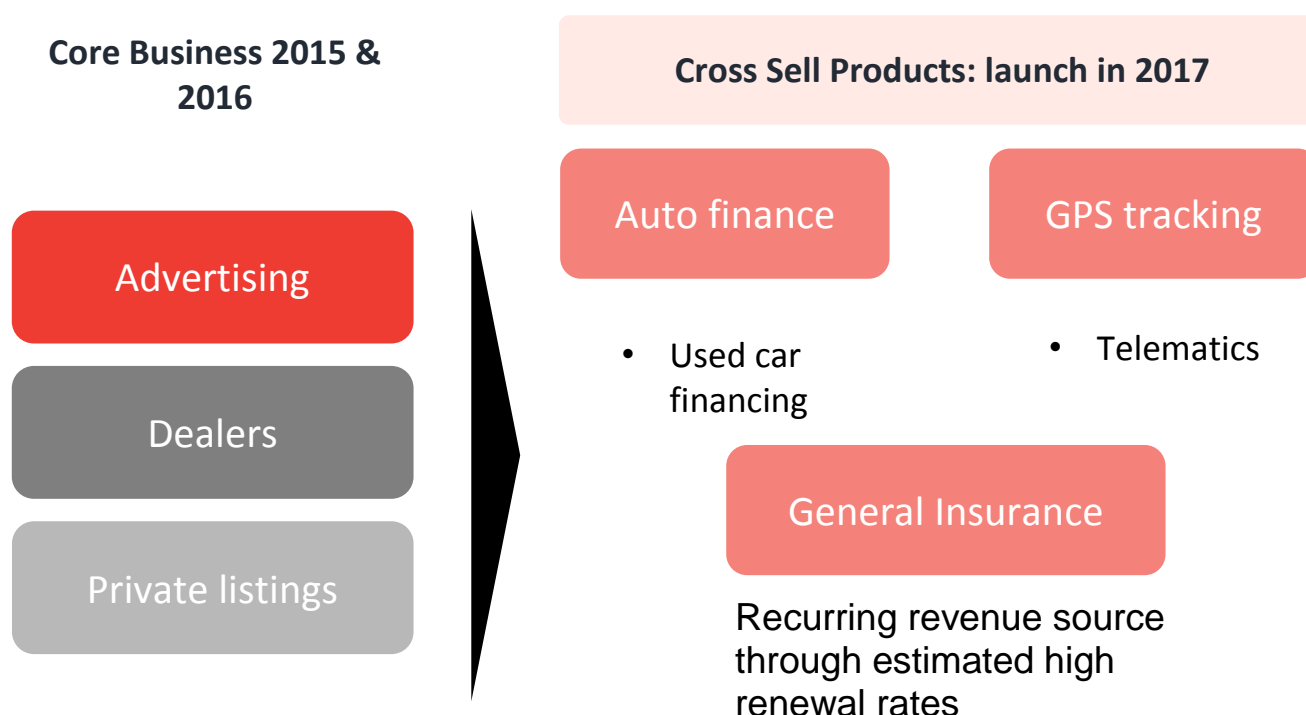 Core Business 2015 &
2016
Cross Sell Products: launch in 2017
Advertising
Dealers
Private listings
Auto finance
GPS tracking
• Used car
financing
• Telematics
General Insurance
Recurring revenue source
through estimated high
renewal rates